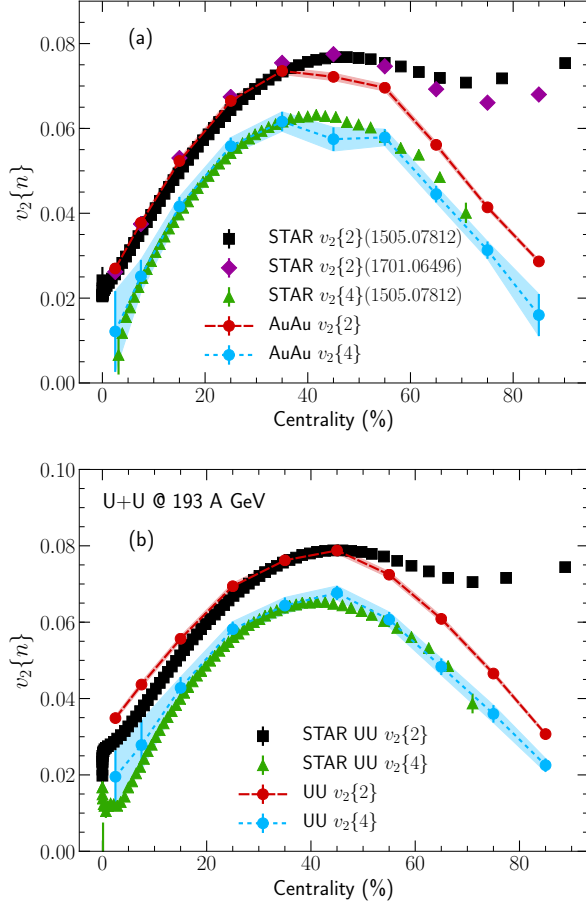 (a)
0.08
0.06
0.04
0.02
0.00
v₂{n}
STAR v₂{2}(1505.07812)
STAR v₂{2}(1701.06496)
STAR v₂{4}(1505.07812)
AuAu v₂{2}
AuAu v₂{4}
0 20 40 60 80
Centrality (%)
U+U @ 193 A GeV
(b)
0.10
0.08
0.06
0.04
0.02
0.00
v₂{n}
STAR UU v₂{2}
STAR UU v₂{4}
UU v₂{2}
UU v₂{4}
0 20 40 60 80
Centrality (%)